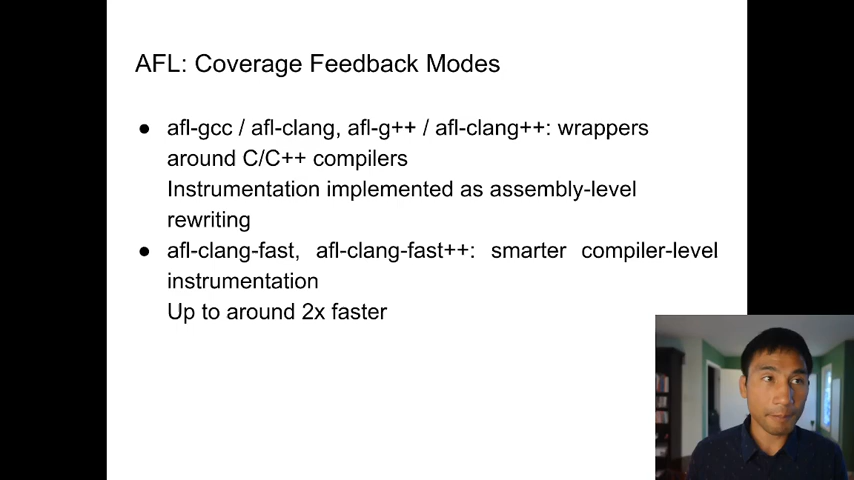 AFL: Coverage Feedback Modes
● afl-gcc / afl-clang, afl-g++ / afl-clang++: wrappers
around C/C++ compilers
Instrumentation implemented as assembly-level
rewriting
● afl-clang-fast, afl-clang-fast++: smarter compiler-level
instrumentation
Up to around 2x faster